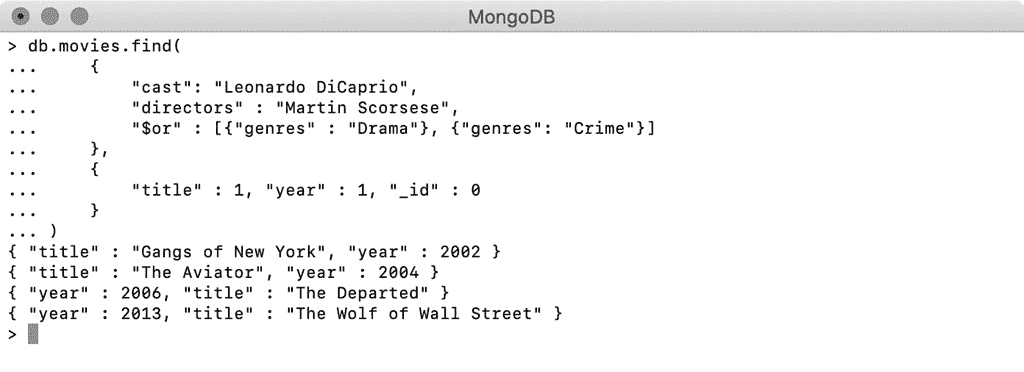 MongoDB
> db.movies.find(
...     {
...         "cast": "Leonardo DiCaprio",
...         "directors" : "Martin Scorsese",
...         "$or" : [{"genres" : "Drama"}, {"genres": "Crime"}]
...     },
...     {
...         "title" : 1, "year" : 1, "_id" : 0
...     }
... )
{ "title" : "Gangs of New York", "year" : 2002 }
{ "title" : "The Aviator", "year" : 2004 }
{ "year" : 2006, "title" : "The Departed" }
{ "year" : 2013, "title" : "The Wolf of Wall Street" }
>